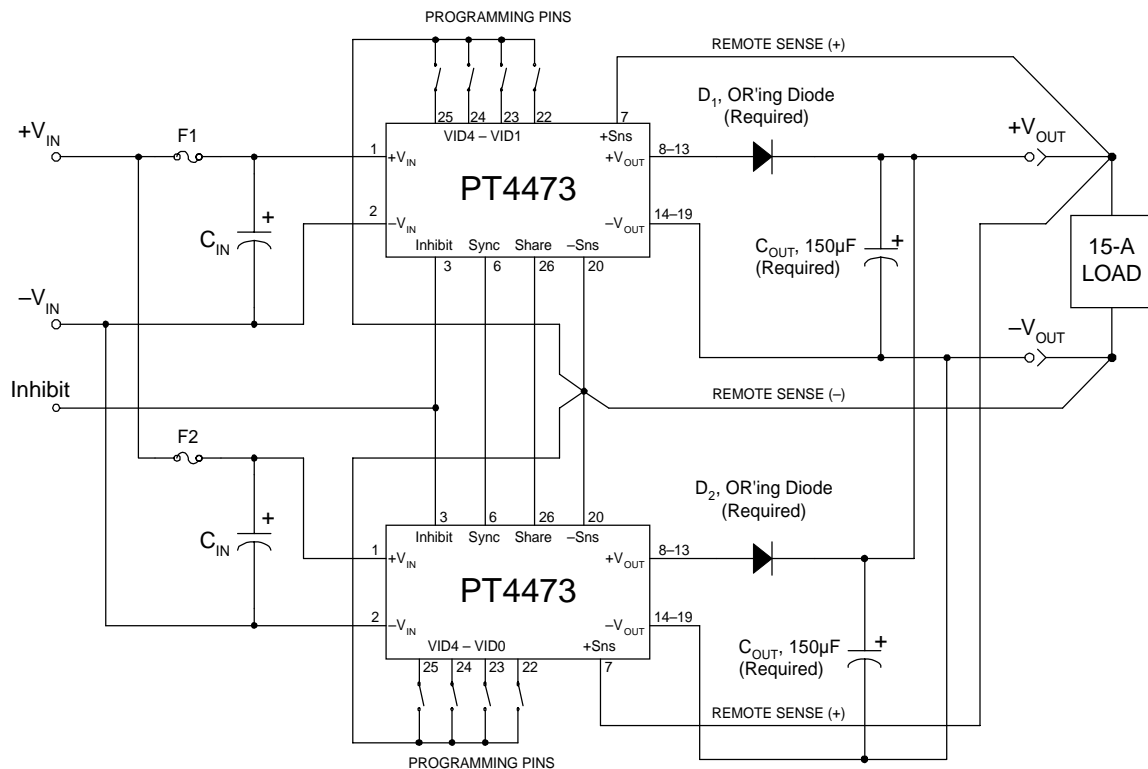 PROGRAMMING PINS
REMOTE SENSE (+)
25 24 23 22
7
VID4 – VID1
+Sns
D1, OR'ing Diode
(Required)
+VIN
F1
1
+VIN
PT4473
+VOUT
8–13
+VOUT
2
–VIN
–VOUT
14–19
CIN
+
Inhibit Sync Share –Sns
3 6 26 20
COUT, 150µF
(Required)
+
15-A
LOAD
–VIN
–VOUT
Inhibit
REMOTE SENSE (–)
F2
CIN
+
D2, OR'ing Diode
(Required)
3 6 26 20
Inhibit Sync Share –Sns
1
+VIN
PT4473
+VOUT
8–13
2
–VIN
–VOUT
14–19
VID4 – VID0
+Sns
25 24 23 22
7
COUT, 150µF
(Required)
+
REMOTE SENSE (+)
PROGRAMMING PINS